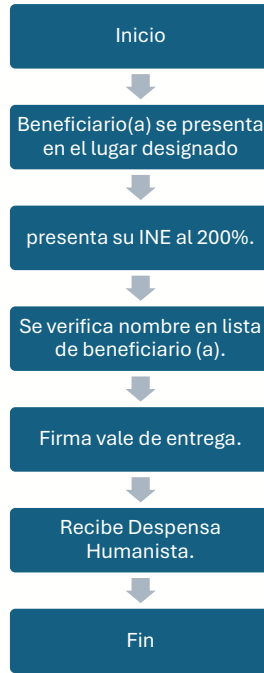 Inicio
Beneficiario(a) se presenta
en el lugar designado
presenta su INE al 200%.
Se verifica nombre en lista
de beneficiario (a).
Firma vale de entrega.
Recibe Despensa
Humanista.
Fin